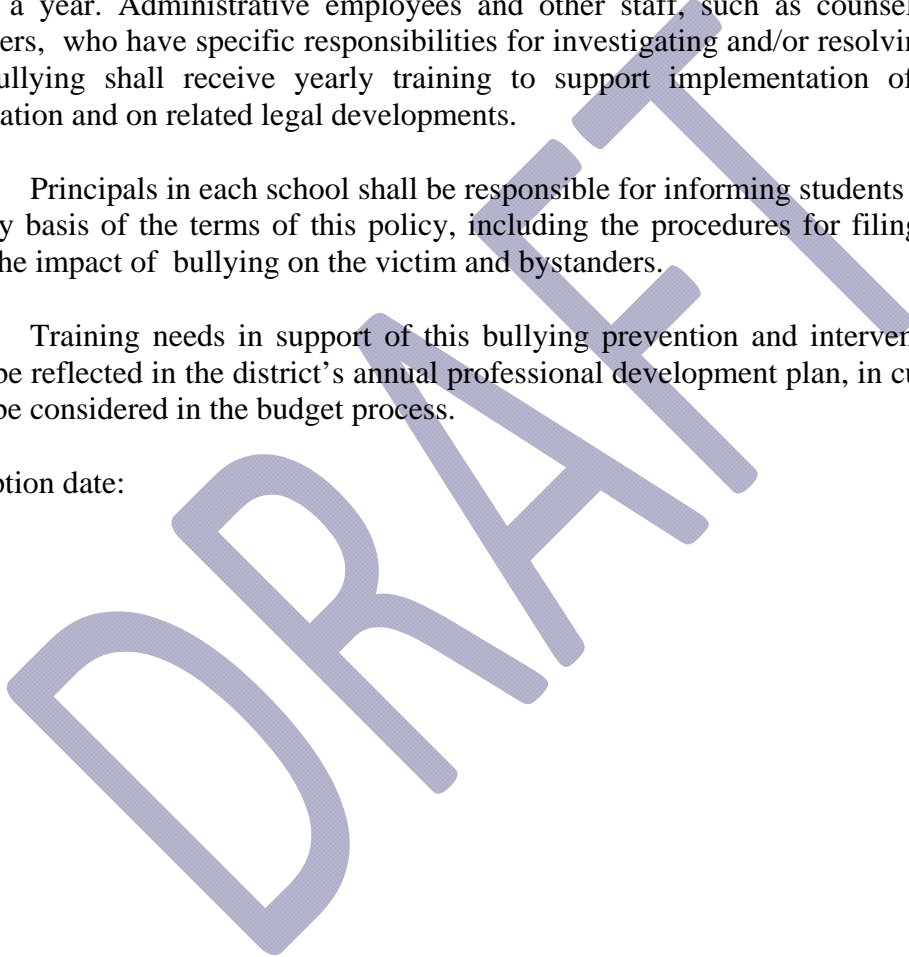 a year. Administrative employees and other staff, such as counsel
ers, who have specific responsibilities for investigating and/or resolvin
ullying shall receive yearly training to support implementation of
ation and on related legal developments.
Principals in each school shall be responsible for informing students
y basis of the terms of this policy, including the procedures for filing
he impact of bullying on the victim and bystanders.
Training needs in support of this bullying prevention and interven
be reflected in the district's annual professional development plan, in cu
be considered in the budget process.
ption date:
DRAFT